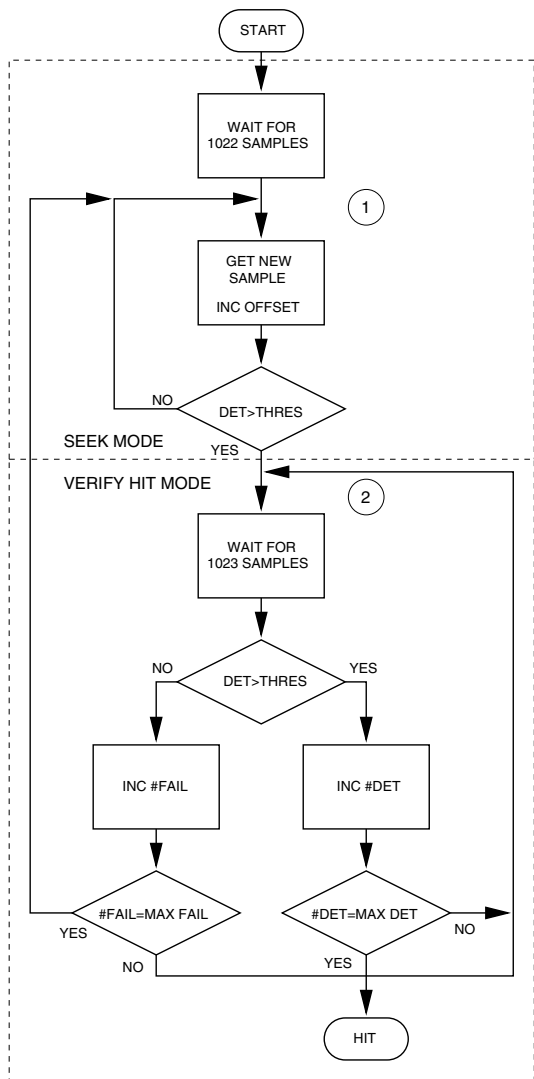 START
WAIT FOR
1022 SAMPLES
1
GET NEW
SAMPLE
INC OFFSET
NO
DET>THRES
SEEK MODE
YES
VERIFY HIT MODE
2
WAIT FOR
1023 SAMPLES
NO
YES
DET>THRES
INC #FAIL
INC #DET
#FAIL=MAX FAIL
#DET=MAX DET
YES
NO
NO
YES
HIT